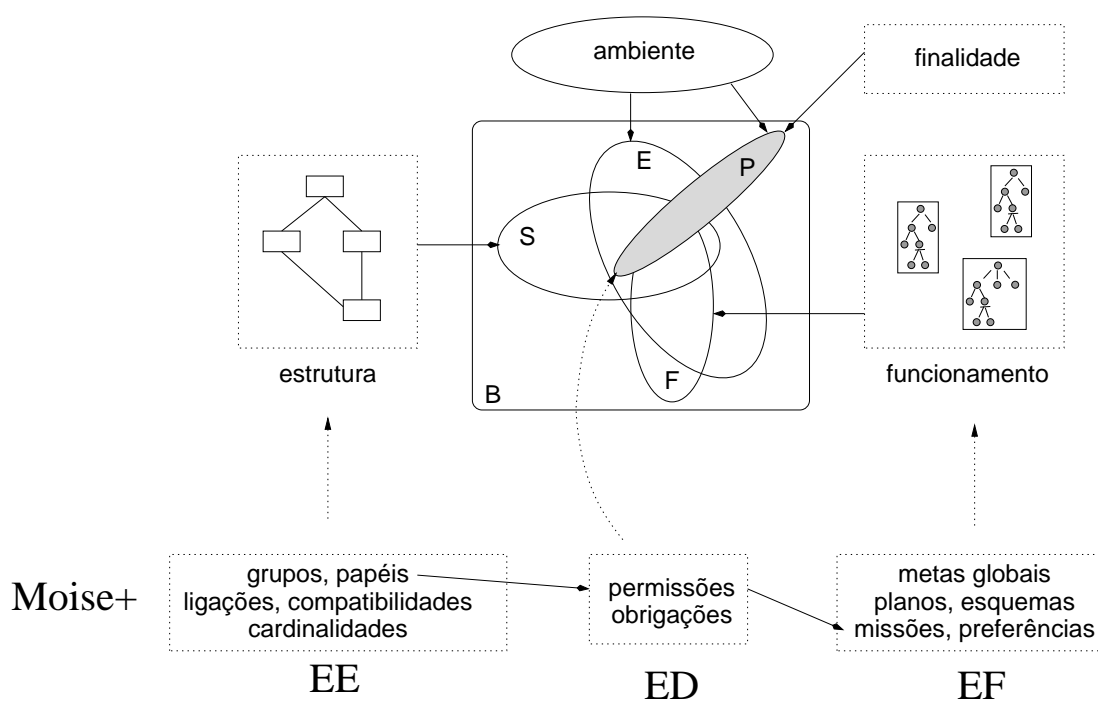 ambiente
finalidade
E
P
S
F
B
estrutura
funcionamento
Moise+
grupos, papéis
ligações, compatibilidades
cardinalidades
EE
permissões
obrigações
ED
metas globais
planos, esquemas
missões, preferências
EF